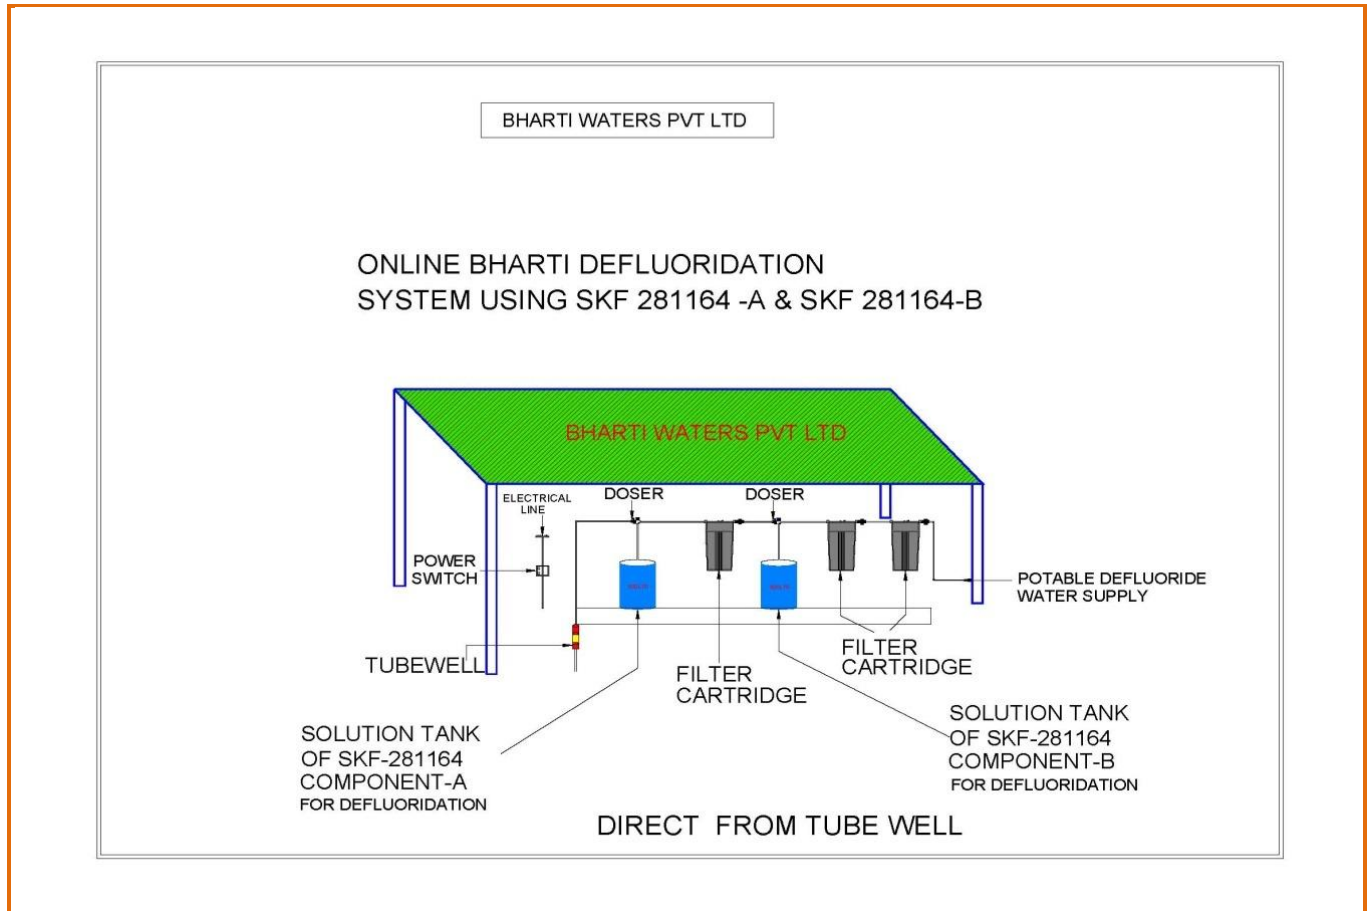 BHARTI WATERS PVT LTD
ONLINE BHARTI DEFLUORIDATION
SYSTEM USING SKF 281164 -A & SKF 281164-B
BHARTI WATERS PVT LTD
ELECTRICAL
LINE
DOSER
DOSER
POWER
SWITCH
POTABLE DEFLUORIDE
WATER SUPPLY
TUBEWELL
FILTER
CARTRIDGE
FILTER
CARTRIDGE
SOLUTION TANK
OF SKF-281164
COMPONENT-A
FOR DEFLUORIDATION
SOLUTION TANK
OF SKF-281164
COMPONENT-B
FOR DEFLUORIDATION
DIRECT FROM TUBE WELL